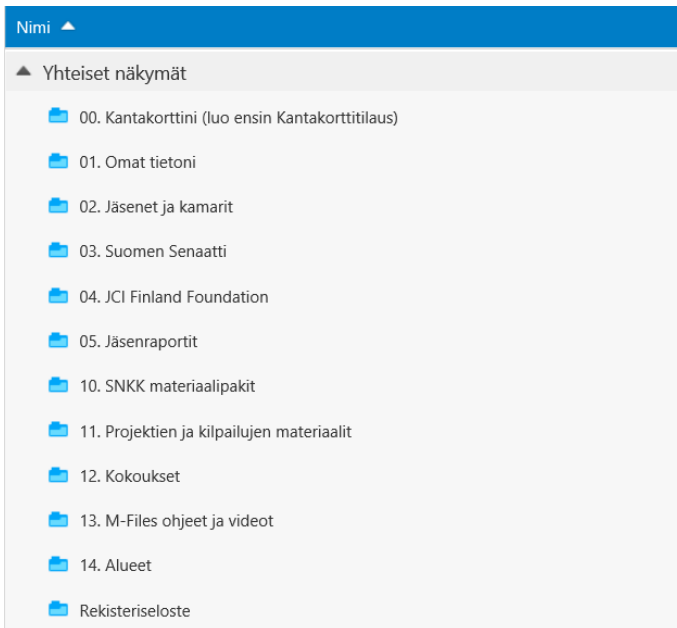 Nimi
Yhteiset näkymät
00. Kantakorttini (luo ensin Kantakorttitilaus)
01. Omat tietoni
02. Jäsenet ja kamarit
03. Suomen Senaatti
04. JCI Finland Foundation
05. Jäsenraportit
10. SNKK materiaalipakit
11. Projektien ja kilpailujen materiaalit
12. Kokoukset
13. M-Files ohjeet ja videot
14. Alueet
Rekisteriseloste